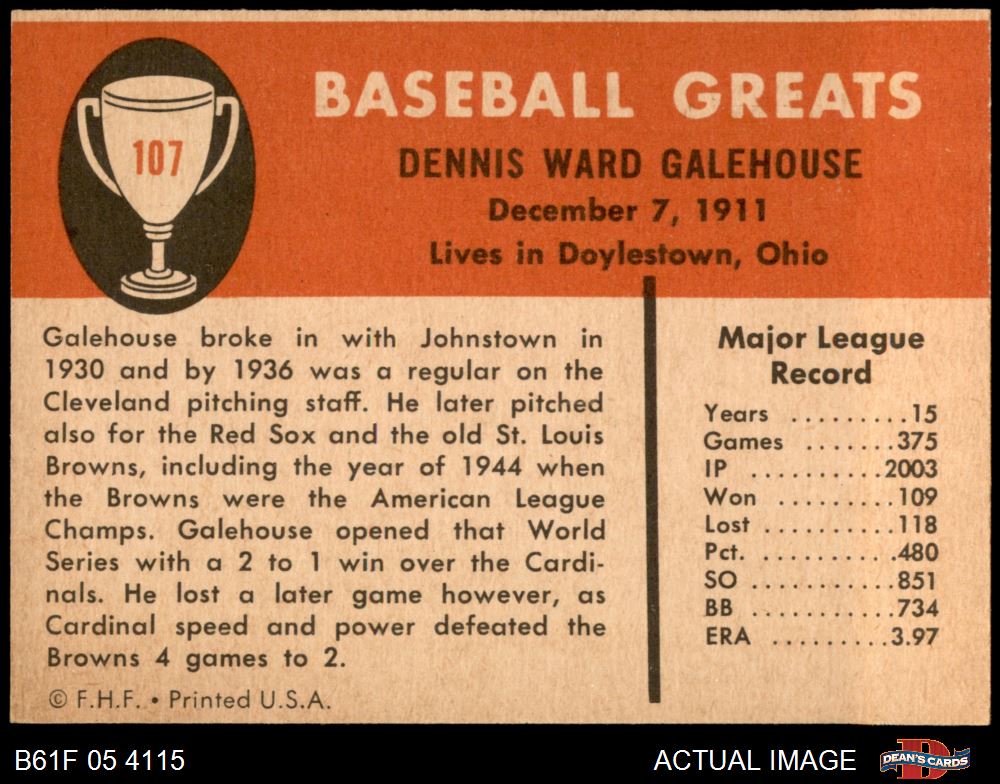 107
BASEBALL GREATS
DENNIS WARD GALEHOUSE
December 7, 1911
Lives in Doylestown, Ohio
Galehouse broke in with Johnstown in
1930 and by 1936 was a regular on the
Cleveland pitching staff. He later pitched
also for the Red Sox and the old St. Louis
Browns, including the year of 1944 when
the Browns were the American League
Champs. Galehouse opened that World
Series with a 2 to 1 win over the Cardi-
nals. He lost a later game however, as
Cardinal speed and power defeated the
Browns 4 games to 2.
© F.H.F. • Printed U.S.A.
Major League
Record
Years ..........15
Games .......375
IP ..........2003
Won .........109
Lost ..........118
Pct. ..........480
SO ...........851
BB ...........734
ERA .........3.97
B61F 05 4115
ACTUAL IMAGE
D
DEAN'S CARDS